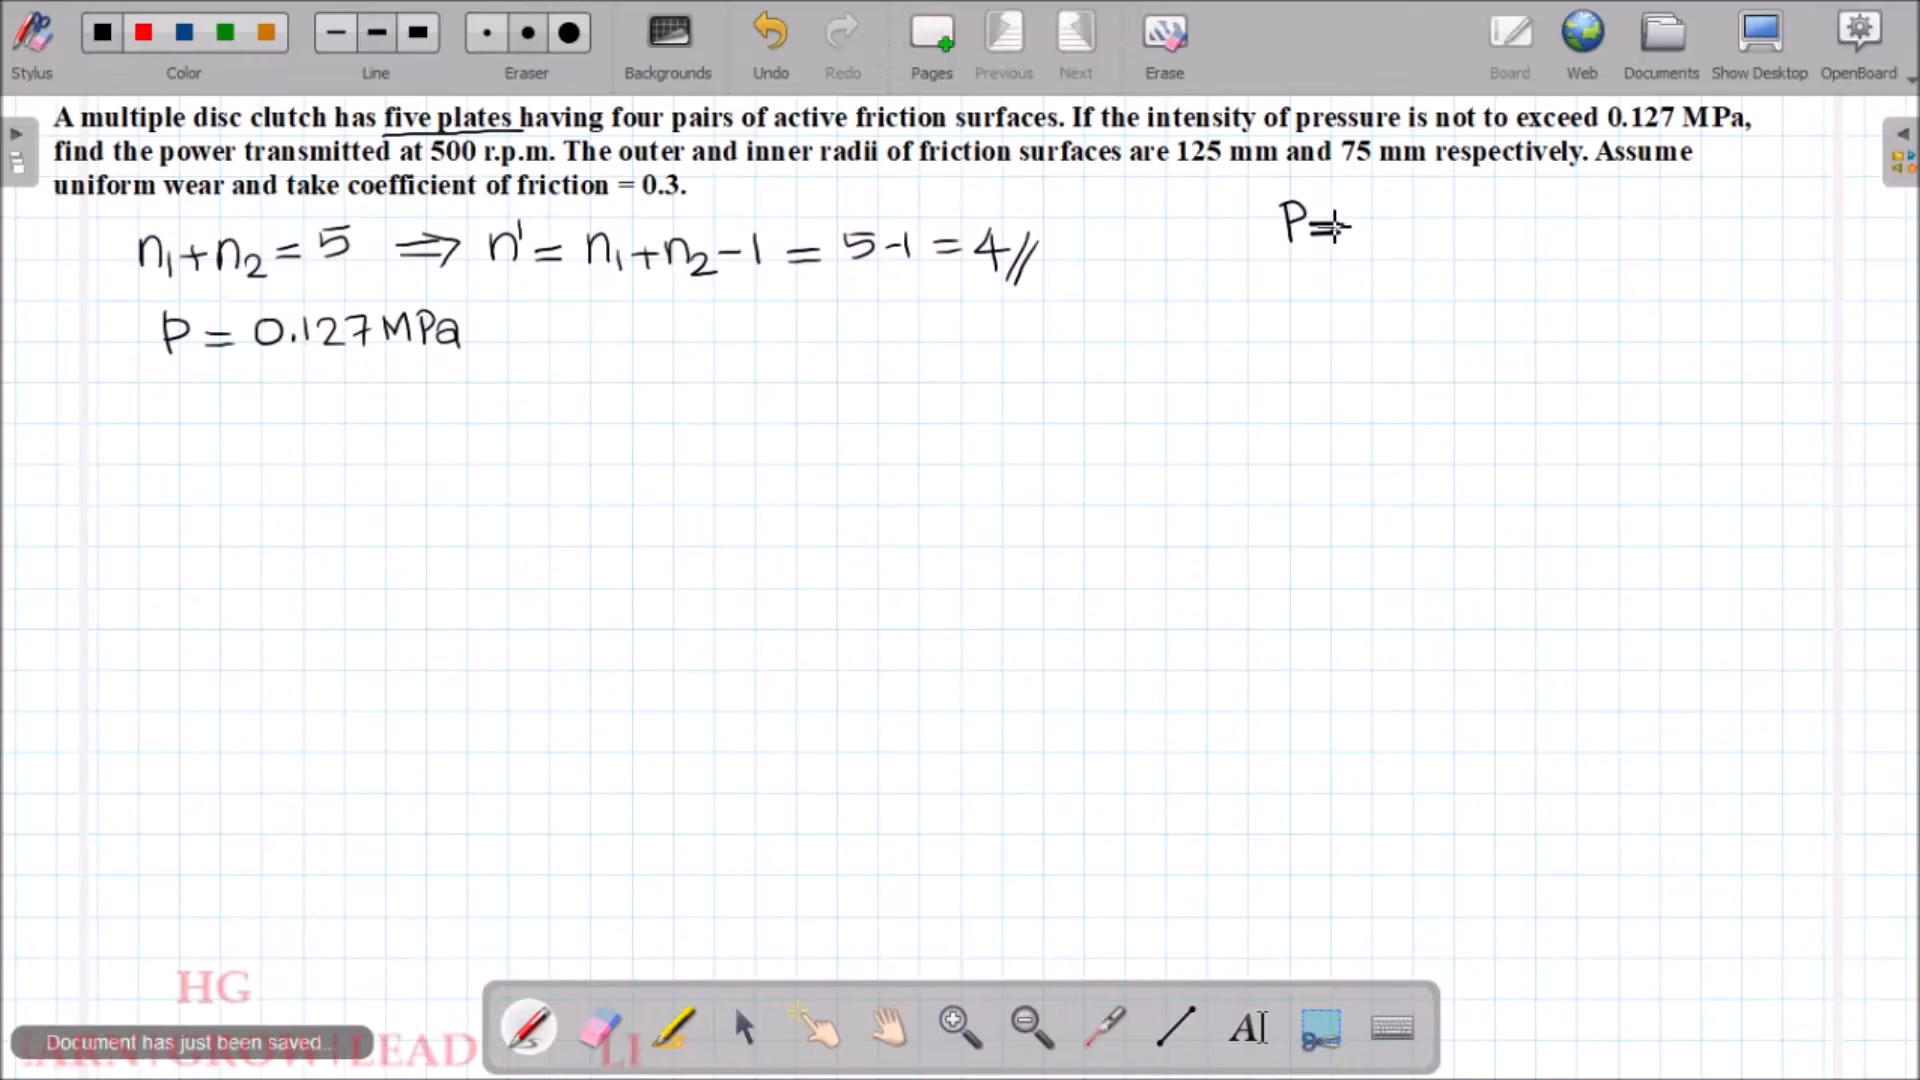 Stylus Color Line Eraser Backgrounds Undo Redo Pages Previous Next Erase Board Web Documents Show Desktop OpenBoard
A multiple disc clutch has five plates having four pairs of active friction surfaces. If the intensity of pressure is not to exceed 0.127 MPa,
find the power transmitted at 500 r.p.m. The outer and inner radii of friction surfaces are 125 mm and 75 mm respectively. Assume
uniform wear and take coefficient of friction = 0.3.
P=
n₁+n₂ = 5 ⇒ n' = n₁+n₂-1 = 5-1 = 4//
p = 0.127 MPa
HG
Document has just been saved...
LEAD LI
AI